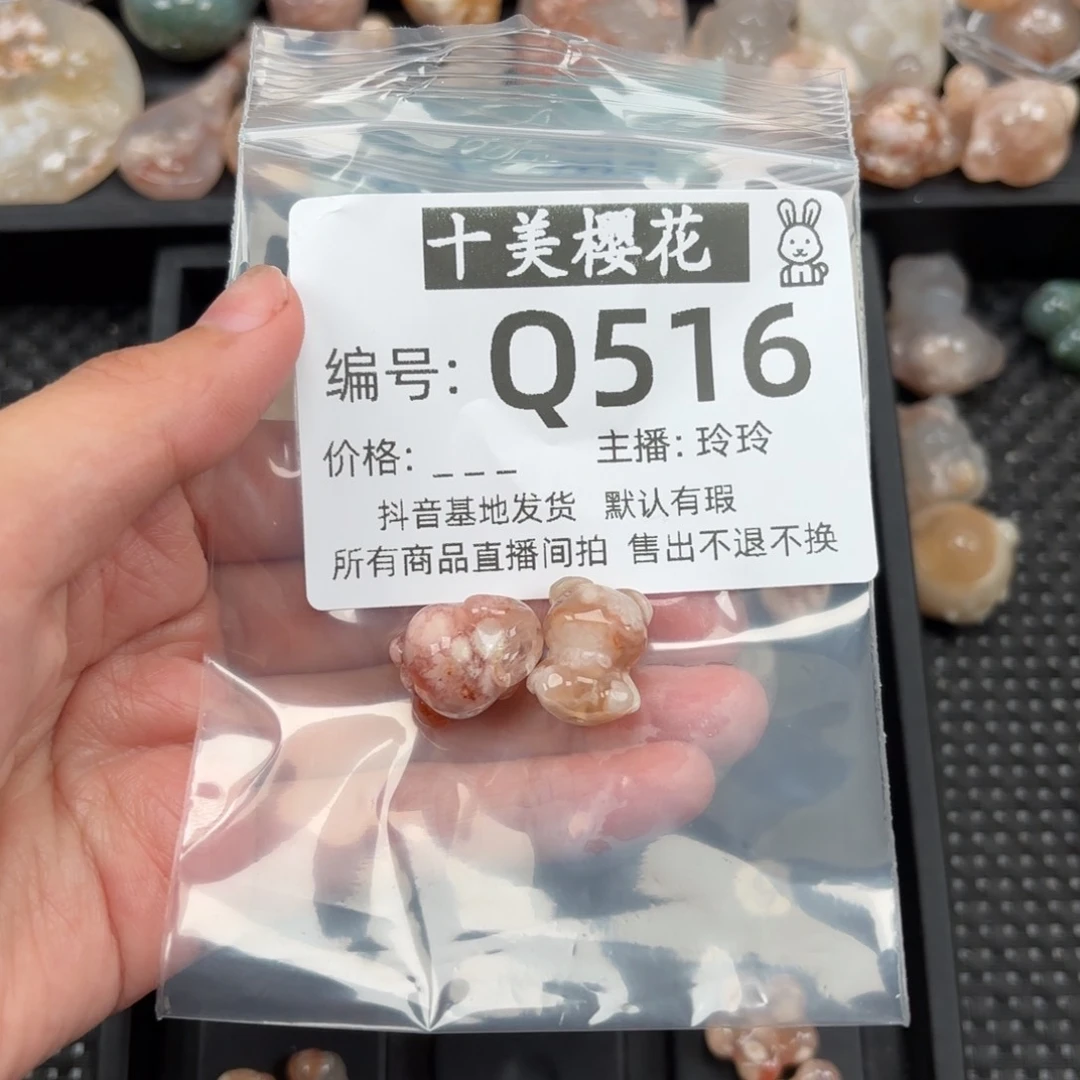 十美樱花
编号: Q516
价格: _ _ _ 主播: 玲玲
抖音基地发货 默认有瑕
所有商品直播间拍 售出不退不换